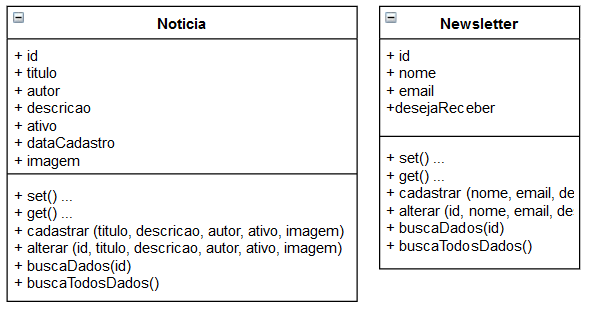 Noticia
+ id
+ titulo
+ autor
+ descricao
+ ativo
+ dataCadastro
+ imagem
+ set() ...
+ get() ...
+ cadastrar (titulo, descricao, autor, ativo, imagem)
+ alterar (id, titulo, descricao, autor, ativo, imagem)
+ buscaDados(id)
+ buscaTodosDados()
Newsletter
+ id
+ nome
+ email
+desejaReceber
+ set() ...
+ get() ...
+ cadastrar (nome, email, de
+ alterar (id, nome, email, de
+ buscaDados(id)
+ buscaTodosDados()